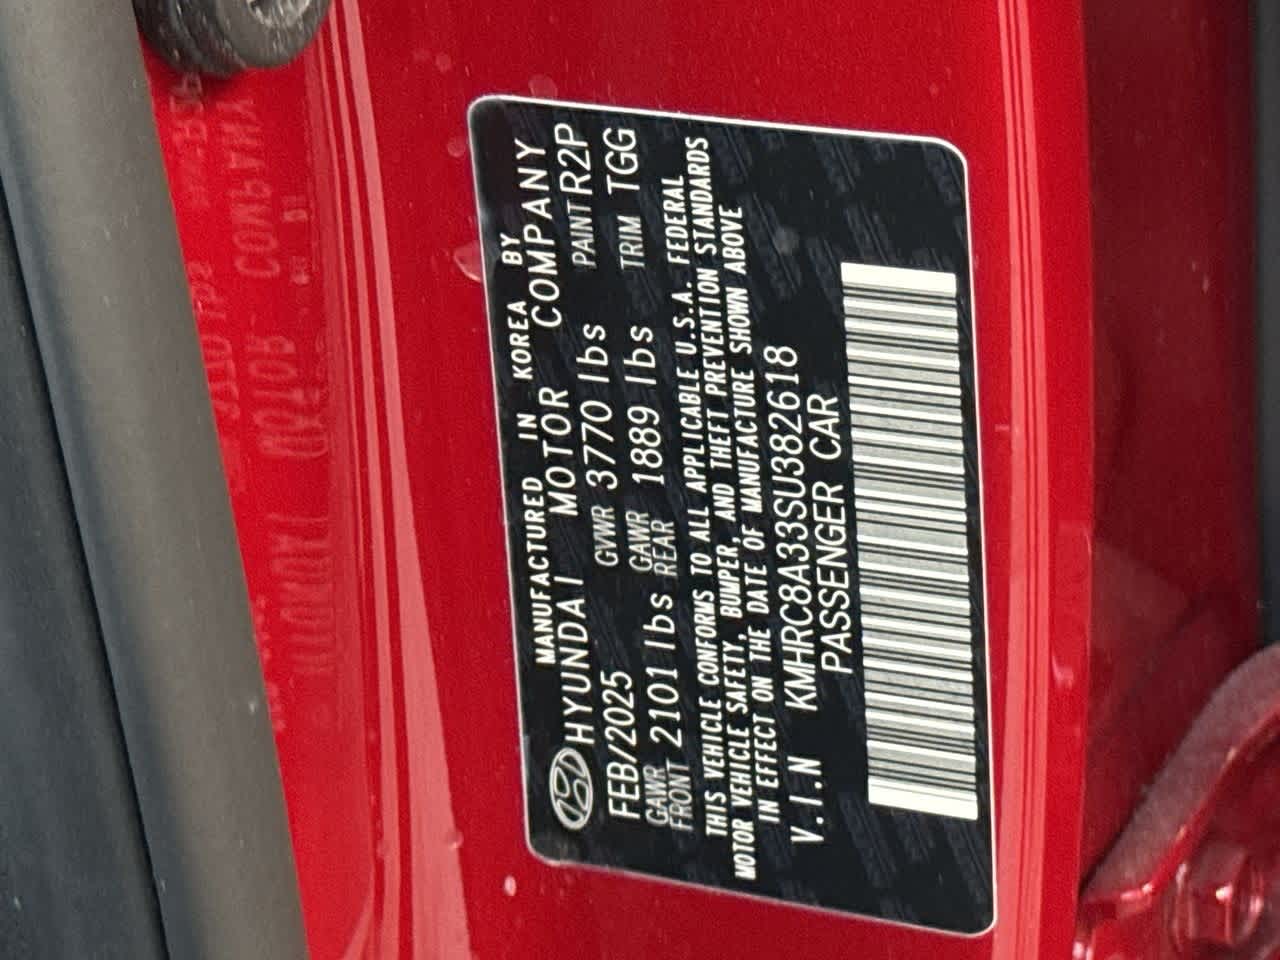 MANUFACTURED IN KOREA BY
HYUNDAI MOTOR COMPANY
FEB/2025 GVWR 3770 lbs PAINT R2P
GAWR FRONT 2101 lbs GAWR REAR 1889 lbs TRIM TGG
THIS VEHICLE CONFORMS TO ALL APPLICABLE U.S.A. FEDERAL
MOTOR VEHICLE SAFETY, BUMPER, AND THEFT PREVENTION STANDARDS
IN EFFECT ON THE DATE OF MANUFACTURE SHOWN ABOVE
V.I.N KMHRC8A33SU382618
PASSENGER CAR